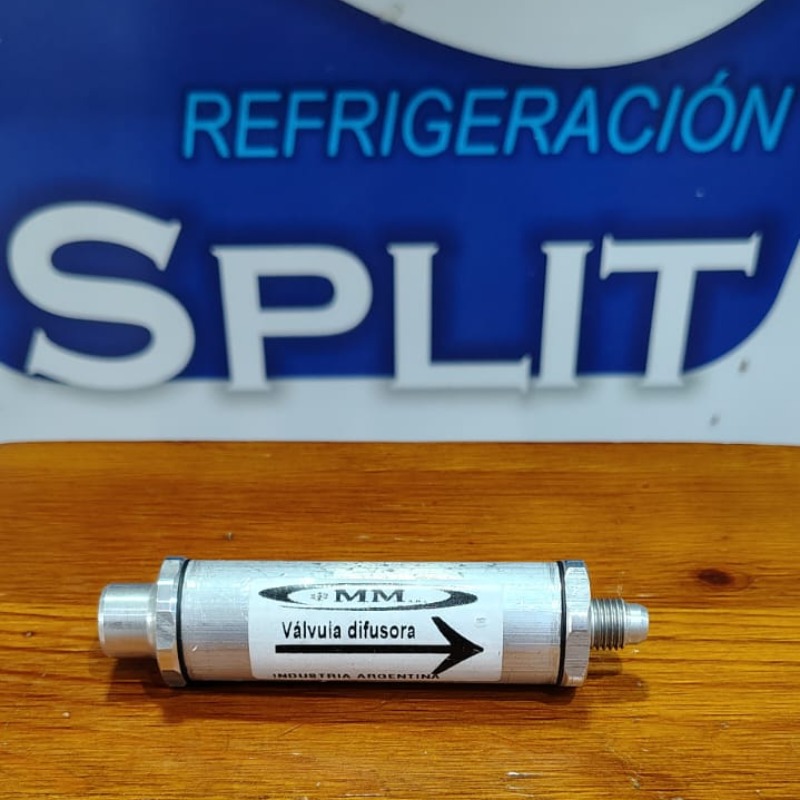 REFRIGERACIÓN
SPLIT
MM
Válvula difusora
INDUSTRIA ARGENTINA